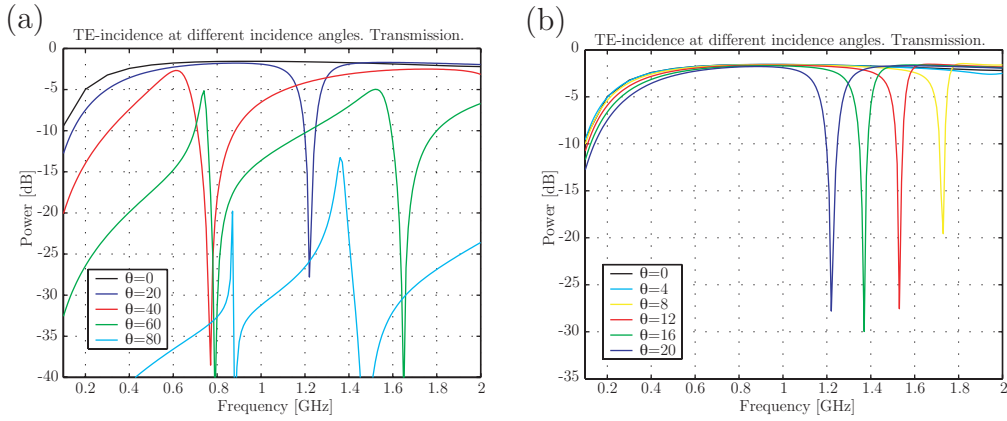 (a)
TE-incidence at different incidence angles. Transmission.
0
-5
-10
-15
-20
-25
-30
-35
-40
Power [dB]
θ=0
θ=20
θ=40
θ=60
θ=80
0.2 0.4 0.6 0.8 1 1.2 1.4 1.6 1.8 2
Frequency [GHz]
(b)
TE-incidence at different incidence angles. Transmission.
0
-5
-10
-15
-20
-25
-30
-35
Power [dB]
θ=0
θ=4
θ=8
θ=12
θ=16
θ=20
0.2 0.4 0.6 0.8 1 1.2 1.4 1.6 1.8 2
Frequency [GHz]